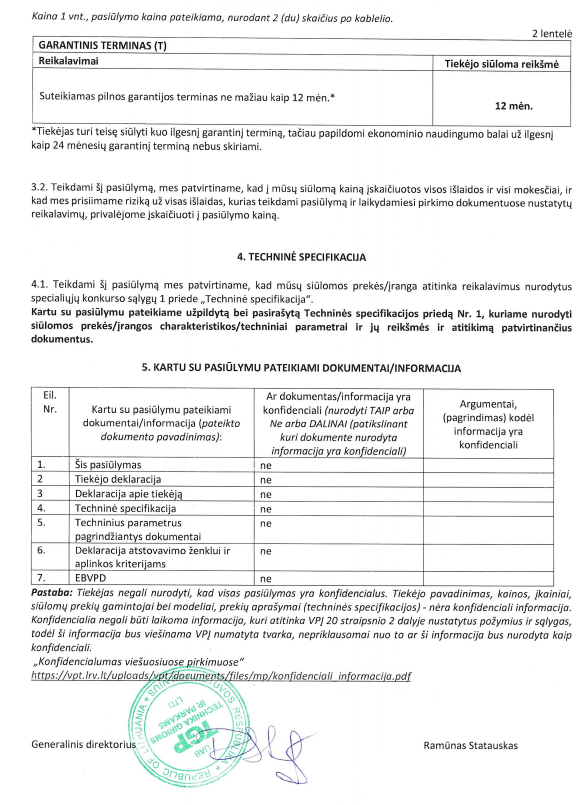 Kaina 1 vnt., pasiūlymo kaina pateikiama, nurodant 2 (du) skaičius po kablelio.
2 lentelė
GARANTINIS TERMINAS (T)
Reikalavimai
Tiekėjo siūloma reikšmė
Suteikiamas pilnos garantijos terminas ne mažiau kaip 12 mėn.*
12 mėn.
*Tiekėjas turi teisę siūlyti kuo ilgesnį garantinį terminą, tačiau papildomi ekonominio naudingumo balai už ilgesnį
kaip 24 mėnesių garantinį terminą nebus skiriami.
3.2. Teikdami šį pasiūlymą, mes patvirtiname, kad į mūsų siūlomą kainą įskaičiuotos visos išlaidos ir visi mokesčiai, ir
kad mes prisiimame riziką už visas išlaidas, kurias teikdami pasiūlymą ir laikydamiesi pirkimo dokumentuose nustatytų
reikalavimų, privalėjome įskaičiuoti į pasiūlymo kainą.
4. TECHNINĖ SPECIFIKACIJA
4.1. Teikdami šį pasiūlymą mes patvirtiname, kad mūsų siūlomos prekės/įranga atitinka reikalavimus nurodytus
specialiųjų konkurso sąlygų 1 priede „Techninė specifikacija".
Kartu su pasiūlymu pateikiame užpildytą bei pasirašytą Techninės specifikacijos priedą Nr. 1, kuriame nurodyti
siūlomos prekės/įrangos charakteristikos/techniniai parametrai ir jų reikšmės ir atitikimą patvirtinančius
dokumentus.
5. KARTU SU PASIŪLYMU PATEIKIAMI DOKUMENTAI/INFORMACIJA
Eil.
Nr.
Kartu su pasiūlymu pateikiami
dokumentai/informacija (pateikto
dokumento pavadinimas):
Ar dokumentas/informacija yra
konfidenciali (nurodyti TAIP arba
Ne arba DALINAI (patikslinant
kuri dokumente nurodyta
informacija yra konfidenciali)
Argumentai,
(pagrindimas) kodėl
informacija yra
konfidenciali
1. Šis pasiūlymas ne
2 Tiekėjo deklaracija ne
3 Deklaracija apie tiekėją ne
4. Techninė specifikacija ne
5. Techninius parametrus ne
pagrindžiantys dokumentai
6. Deklaracija atstovavimo ženklui ir ne
aplinkos kriterijams
7. EBVPD ne
Pastaba: Tiekėjas negali nurodyti, kad visas pasiūlymas yra konfidencialus. Tiekėjo pavadinimas, kainos, įkainiai,
siūlomų prekių gamintojai bei modeliai, prekių aprašymai (techninės specifikacijos) - nėra konfidenciali informacija.
Konfidencialia negali būti laikoma informacija, kuri atitinka VPĮ 20 straipsnio 2 dalyje nustatytus požymius ir sąlygas,
todėl ši informacija bus viešinama VPĮ numatyta tvarka, nepriklausomai nuo to ar ši informacija bus nurodyta kaip
konfidenciali.
„Konfidencialumas viešuosiuose pirkimuose"
https://vpt.lrv.lt/uploads/vpt/documents/files/mp/konfidenciali_informacija.pdf
LIETUVOS RESPUBLIKA * REPUBLIC OF LITHUANIA *
UAB
TGP
TECHNIKA GIRIOMS
IR PARKAMS
LTD
Generalinis direktorius
Ramūnas Statauskas